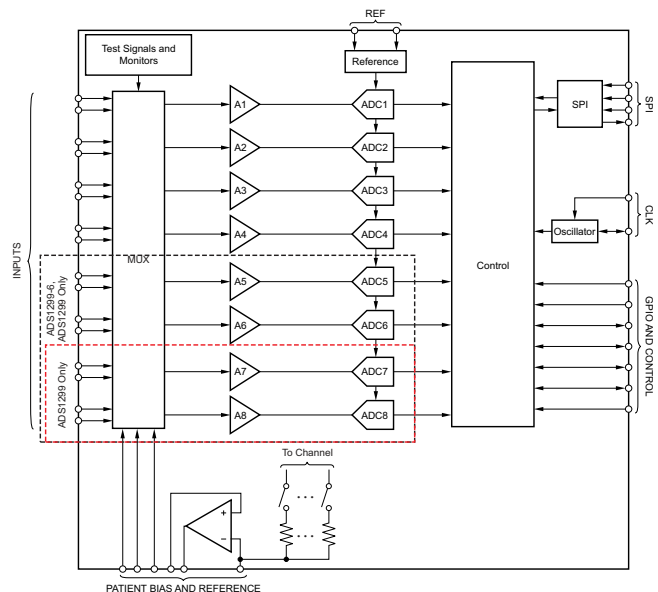 REF
Test Signals and
Monitors
Reference
A1
ADC1
SPI
SPI
A2
ADC2
A3
ADC3
A4
ADC4
CLK
Oscillator
INPUTS
MUX
Control
ADS1299-6,
ADS1299 Only
A5
ADC5
A6
ADC6
GPIO AND CONTROL
ADS1299 Only
A7
ADC7
A8
ADC8
To Channel
+
−
PATIENT BIAS AND REFERENCE